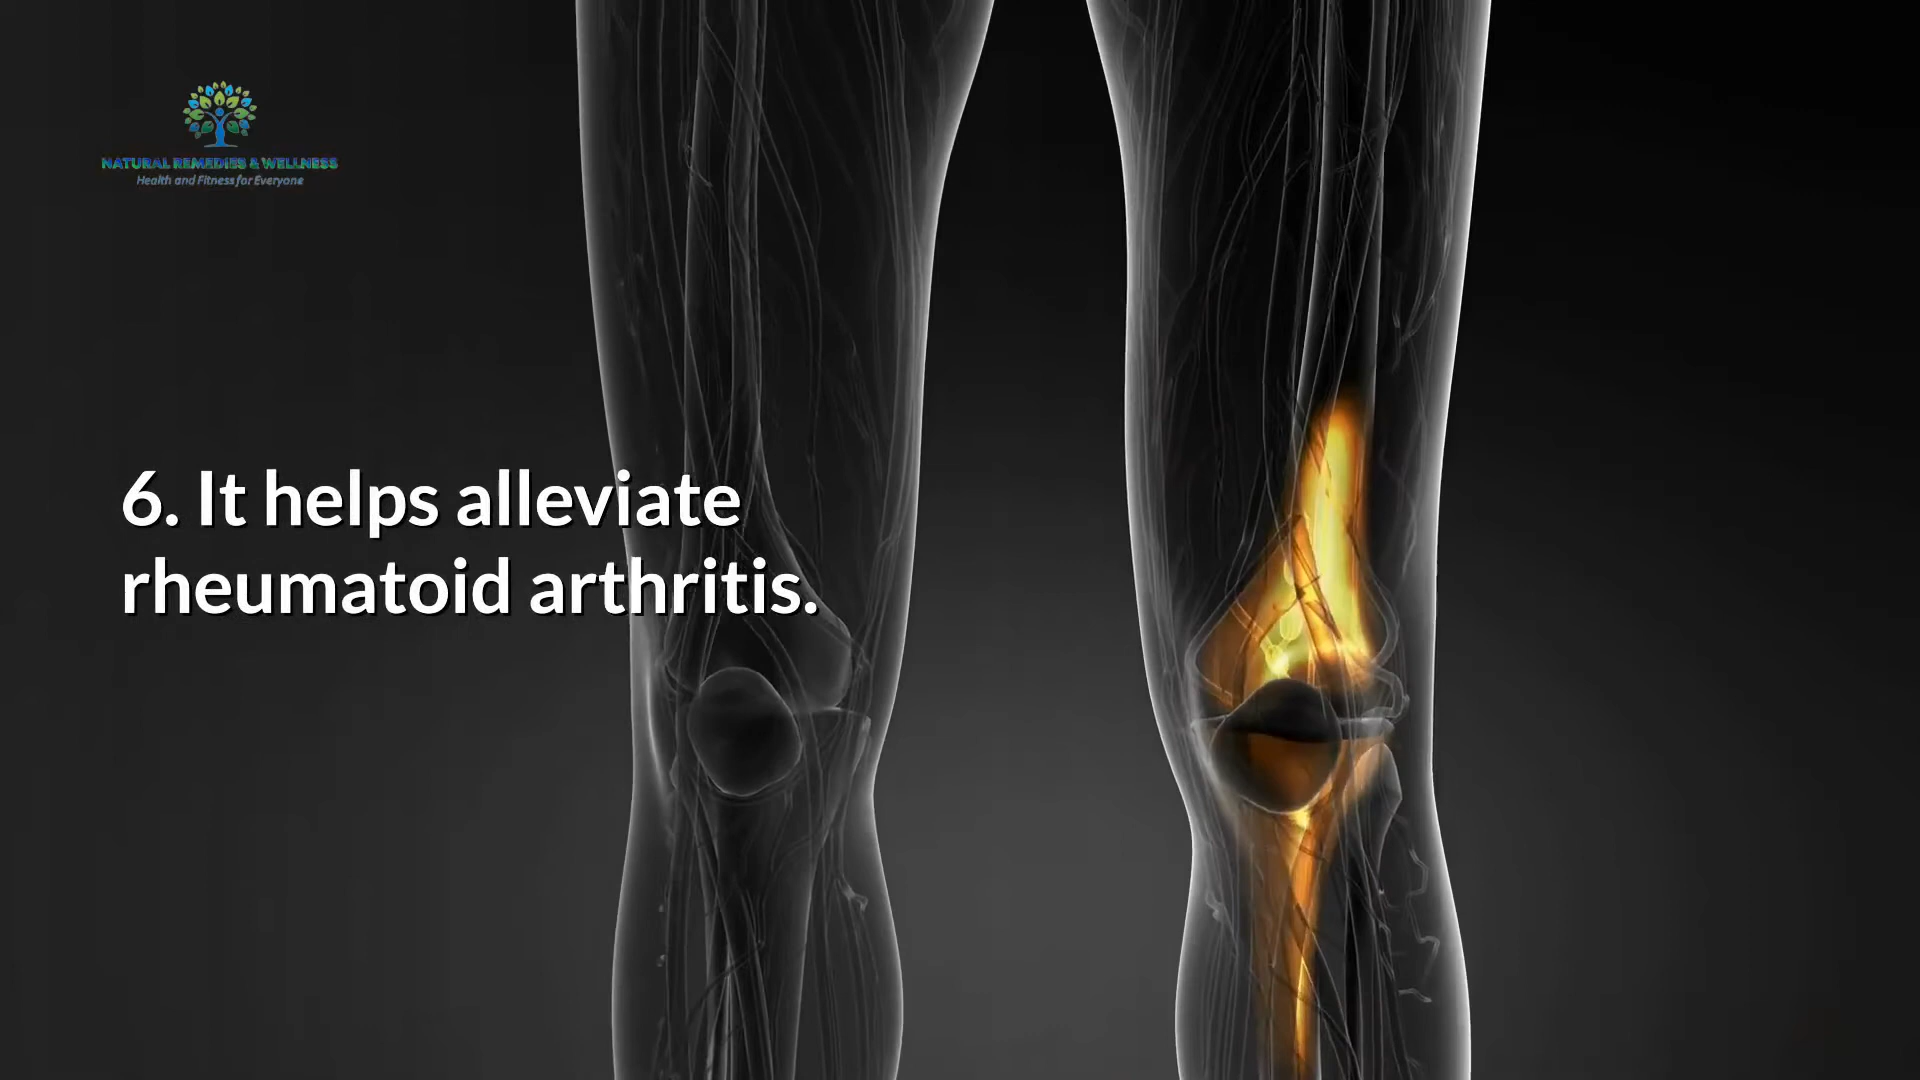 NATURAL REMEDIES & WELLNESS
Health and Fitness for Everyone
6. It helps alleviate
rheumatoid arthritis.